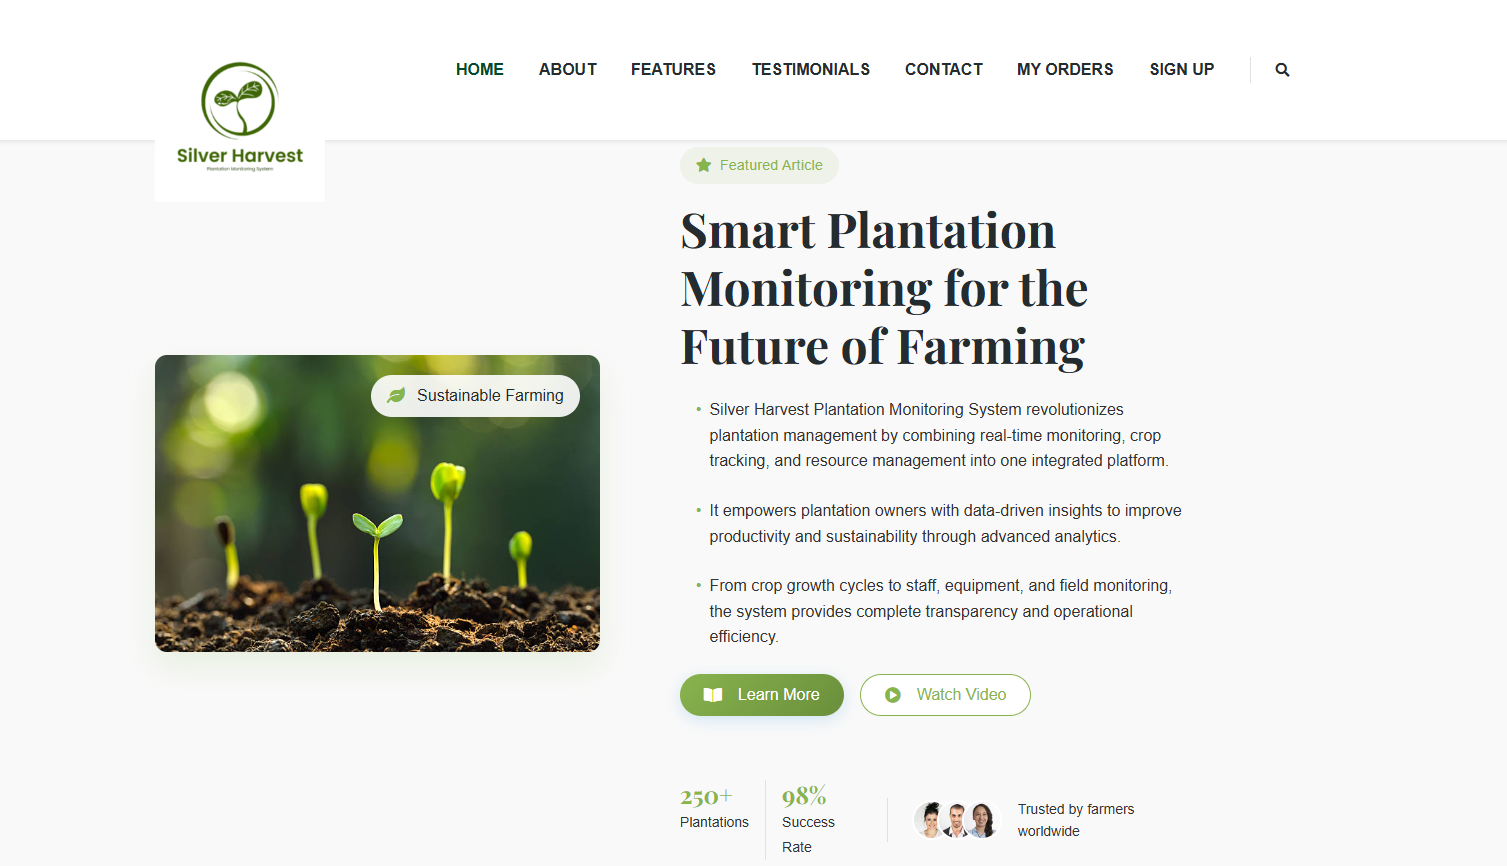 HOME ABOUT FEATURES TESTIMONIALS CONTACT MY ORDERS SIGN UP
Silver Harvest
Plantation Monitoring System
Featured Article
Smart Plantation
Monitoring for the
Future of Farming
Sustainable Farming
• Silver Harvest Plantation Monitoring System revolutionizes
plantation management by combining real-time monitoring, crop
tracking, and resource management into one integrated platform.
• It empowers plantation owners with data-driven insights to improve
productivity and sustainability through advanced analytics.
• From crop growth cycles to staff, equipment, and field monitoring,
the system provides complete transparency and operational
efficiency.
Learn More
Watch Video
250+
Plantations
98%
Success
Rate
Trusted by farmers
worldwide